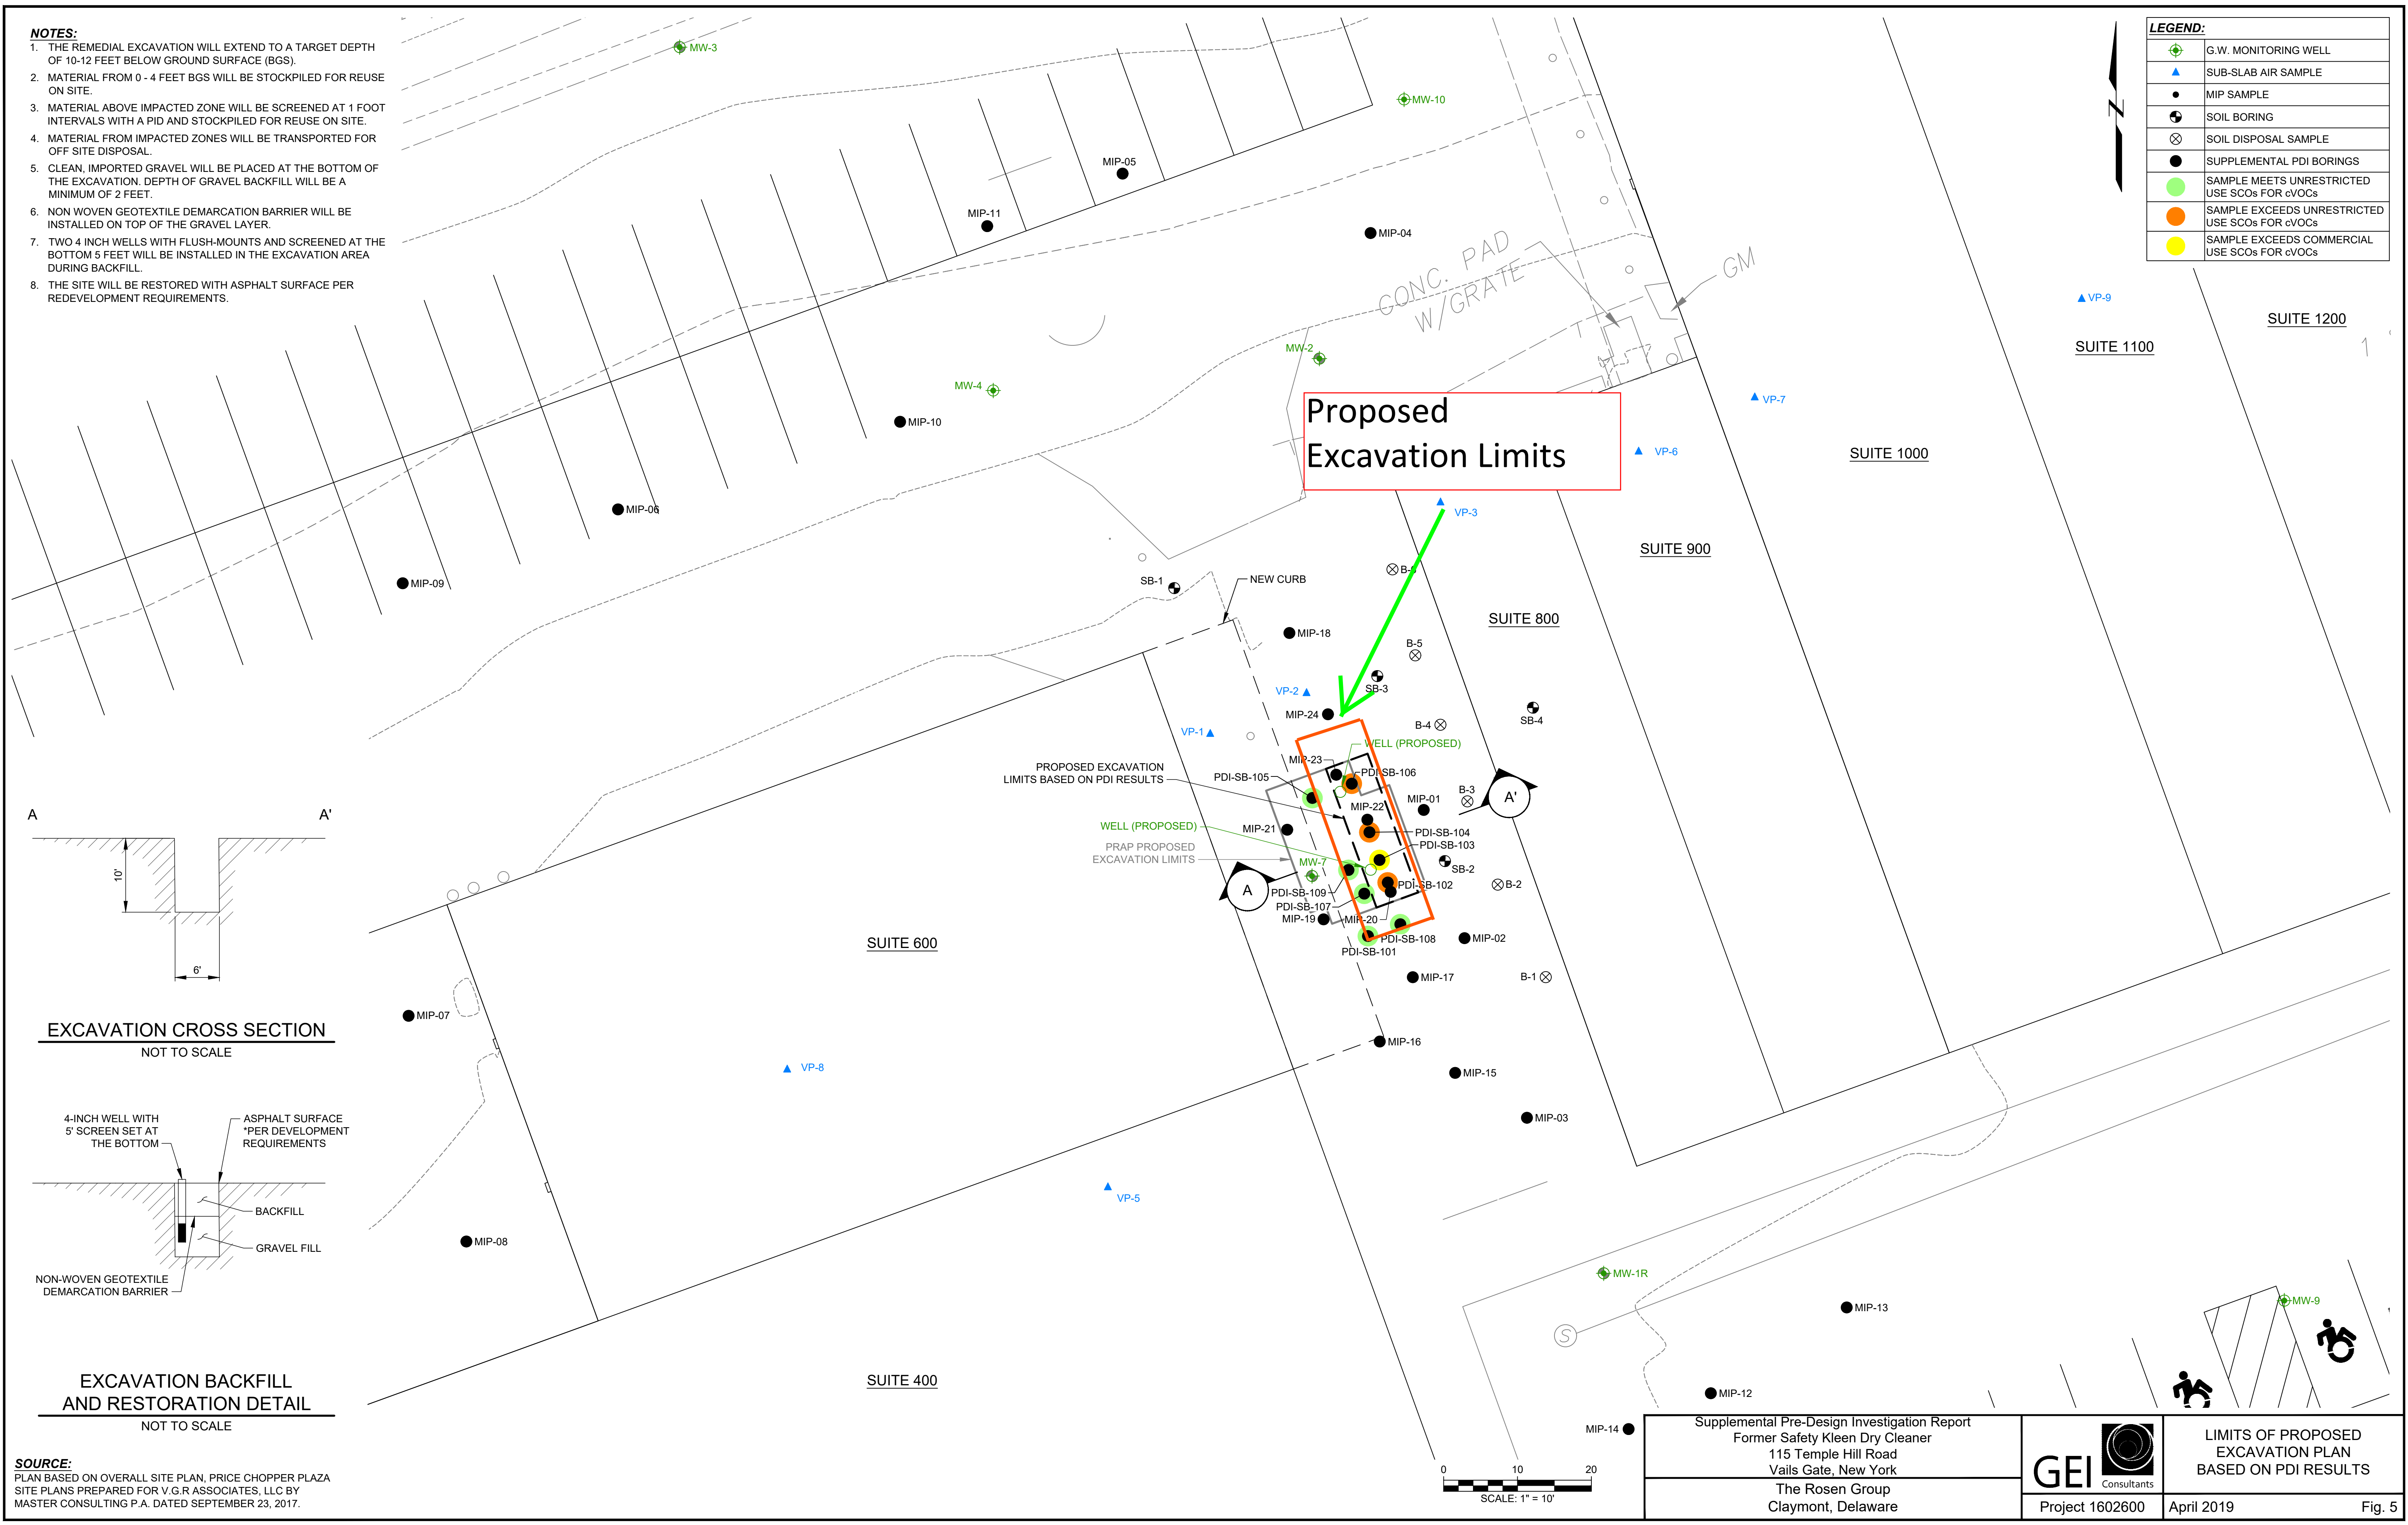 NOTES:
1. THE REMEDIAL EXCAVATION WILL EXTEND TO A TARGET DEPTH
OF 10-12 FEET BELOW GROUND SURFACE (BGS).
2. MATERIAL FROM 0 - 4 FEET BGS WILL BE STOCKPILED FOR REUSE
ON SITE.
3. MATERIAL ABOVE IMPACTED ZONE WILL BE SCREENED AT 1 FOOT
INTERVALS WITH A PID AND STOCKPILED FOR REUSE ON SITE.
4. MATERIAL FROM IMPACTED ZONES WILL BE TRANSPORTED FOR
OFF SITE DISPOSAL.
5. CLEAN, IMPORTED GRAVEL WILL BE PLACED AT THE BOTTOM OF
THE EXCAVATION. DEPTH OF GRAVEL BACKFILL WILL BE A
MINIMUM OF 2 FEET.
6. NON WOVEN GEOTEXTILE DEMARCATION BARRIER WILL BE
INSTALLED ON TOP OF THE GRAVEL LAYER.
7. TWO 4 INCH WELLS WITH FLUSH-MOUNTS AND SCREENED AT THE
BOTTOM 5 FEET WILL BE INSTALLED IN THE EXCAVATION AREA
DURING BACKFILL.
8. THE SITE WILL BE RESTORED WITH ASPHALT SURFACE PER
REDEVELOPMENT REQUIREMENTS.
LEGEND:
G.W. MONITORING WELL
SUB-SLAB AIR SAMPLE
MIP SAMPLE
SOIL BORING
SOIL DISPOSAL SAMPLE
SUPPLEMENTAL PDI BORINGS
SAMPLE MEETS UNRESTRICTED
USE SCOs FOR cVOCs
SAMPLE EXCEEDS UNRESTRICTED
USE SCOs FOR cVOCs
SAMPLE EXCEEDS COMMERCIAL
USE SCOs FOR cVOCs
N
MW-3
MW-10
MIP-05
MIP-11
MIP-04
CONC. PAD
W/GRATE
GM
VP-9
SUITE 1200
SUITE 1100
MW-2
MW-4
VP-7
MIP-10
Proposed
Excavation Limits
VP-6
SUITE 1000
MIP-06
VP-3
SUITE 900
MIP-09
SB-1
NEW CURB
B-6
SUITE 800
MIP-18
B-5
SB-3
VP-2
MIP-24
B-4
SB-4
VP-1
WELL (PROPOSED)
MIP-23
PROPOSED EXCAVATION
LIMITS BASED ON PDI RESULTS
PDI-SB-105
PDI-SB-106
B-3
A'
MIP-01
MIP-22
WELL (PROPOSED)
MIP-21
PDI-SB-104
PDI-SB-103
PRAP PROPOSED
EXCAVATION LIMITS
MW-7
SB-2
A
PDI-SB-109
PDI-SB-102
B-2
PDI-SB-107
MIP-19
MIP-20
PDI-SB-108
PDI-SB-101
MIP-02
SUITE 600
MIP-17
B-1
MIP-07
MIP-16
VP-8
MIP-15
MIP-03
VP-5
MIP-08
MW-1R
MIP-13
MW-9
S
SUITE 400
MIP-12
MIP-14
A
A'
10'
6'
EXCAVATION CROSS SECTION
NOT TO SCALE
4-INCH WELL WITH
5' SCREEN SET AT
THE BOTTOM
ASPHALT SURFACE
*PER DEVELOPMENT
REQUIREMENTS
BACKFILL
GRAVEL FILL
NON-WOVEN GEOTEXTILE
DEMARCATION BARRIER
EXCAVATION BACKFILL
AND RESTORATION DETAIL
NOT TO SCALE
SOURCE:
PLAN BASED ON OVERALL SITE PLAN, PRICE CHOPPER PLAZA
SITE PLANS PREPARED FOR V.G.R ASSOCIATES, LLC BY
MASTER CONSULTING P.A. DATED SEPTEMBER 23, 2017.
0 10 20
SCALE: 1" = 10'
Supplemental Pre-Design Investigation Report
Former Safety Kleen Dry Cleaner
115 Temple Hill Road
Vails Gate, New York
The Rosen Group
Claymont, Delaware
GEI
Consultants
Project 1602600
LIMITS OF PROPOSED
EXCAVATION PLAN
BASED ON PDI RESULTS
April 2019 Fig. 5